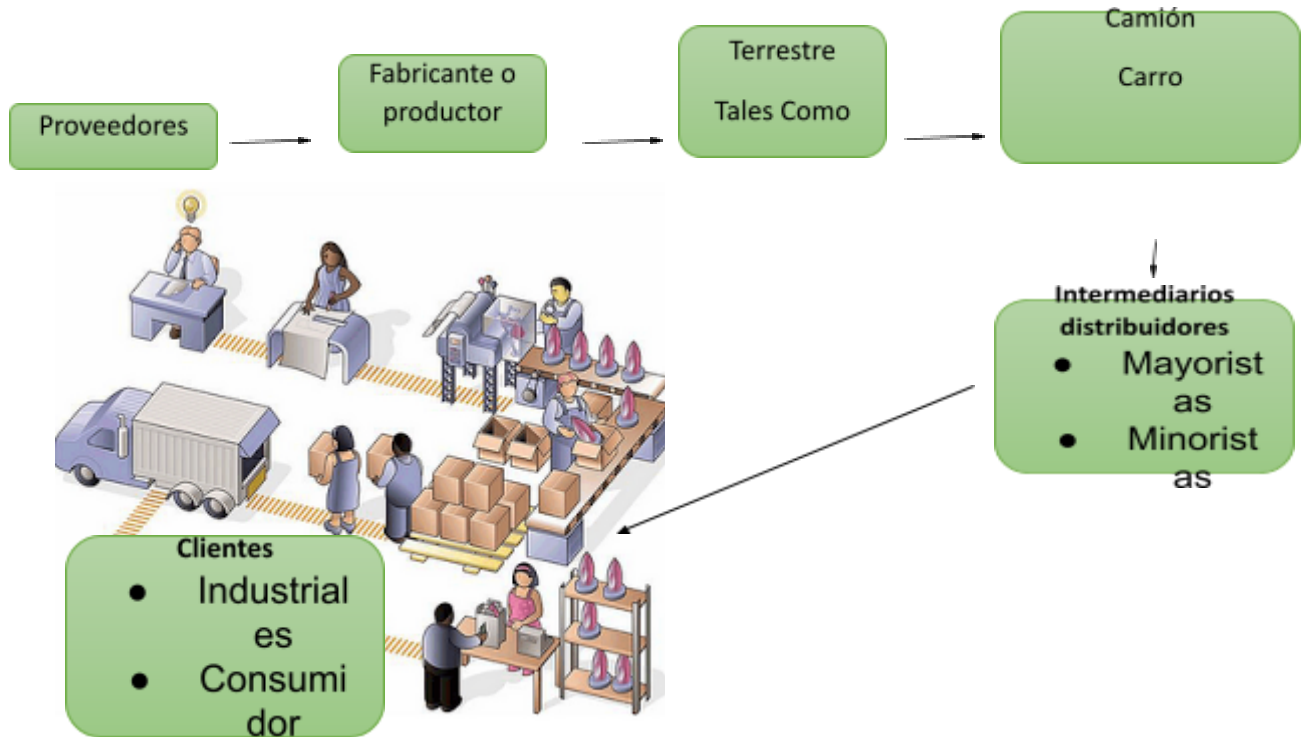 Proveedores
Fabricante o
productor
Terrestre
Tales Como
Camión
Carro
Intermediarios
distribuidores
● Mayorist
as
● Minorist
as
Clientes
● Industrial
es
● Consumi
dor